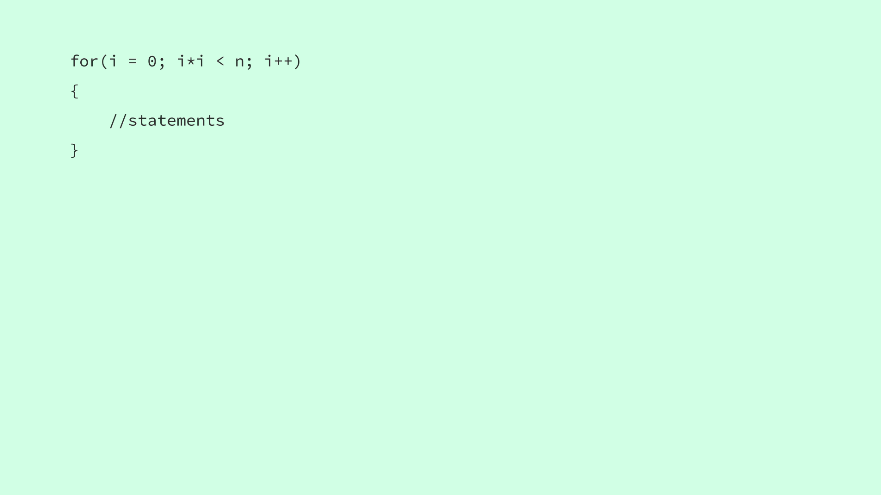 for(i = 0; i*i < n; i++)
{
    //statements
}